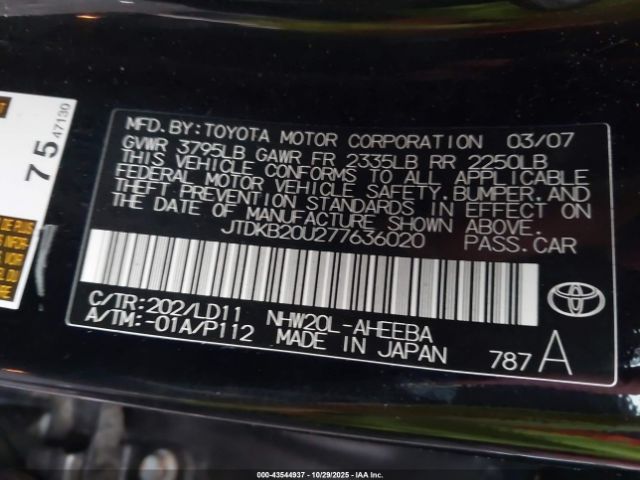 MFD. BY: TOYOTA MOTOR CORPORATION 03/07
GVWR 3795LB GAWR FR 2335LB RR 2250LB
THIS VEHICLE CONFORMS TO ALL APPLICABLE
FEDERAL MOTOR VEHICLE SAFETY, BUMPER, AND
THEFT PREVENTION STANDARDS IN EFFECT ON
THE DATE OF MANUFACTURE SHOWN ABOVE.
JTDKB20U277636020 PASS. CAR
C/TR: 202/LD11 NHW20L-AHEEBA
A/TM: -01A/P112 MADE IN JAPAN
787 A
75
47130
000-43544937 10/29/2025 IAA Inc.